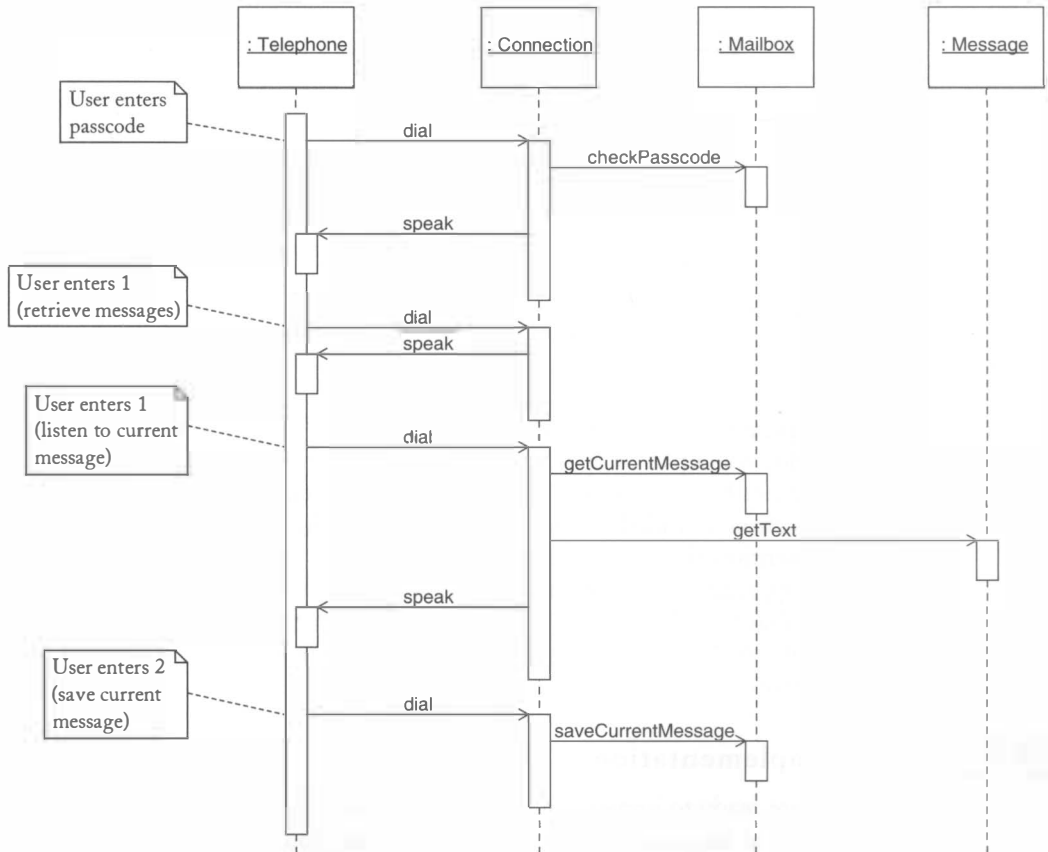 : Telephone
: Connection
: Mailbox
: Message
User enters
passcode
dial
checkPasscode
speak
User enters 1
(retrieve messages)
dial
speak
User enters 1
(listen to current
message)
dial
getCurrentMessage
getText
speak
User enters 2
(save current
message)
dial
saveCurrentMessage